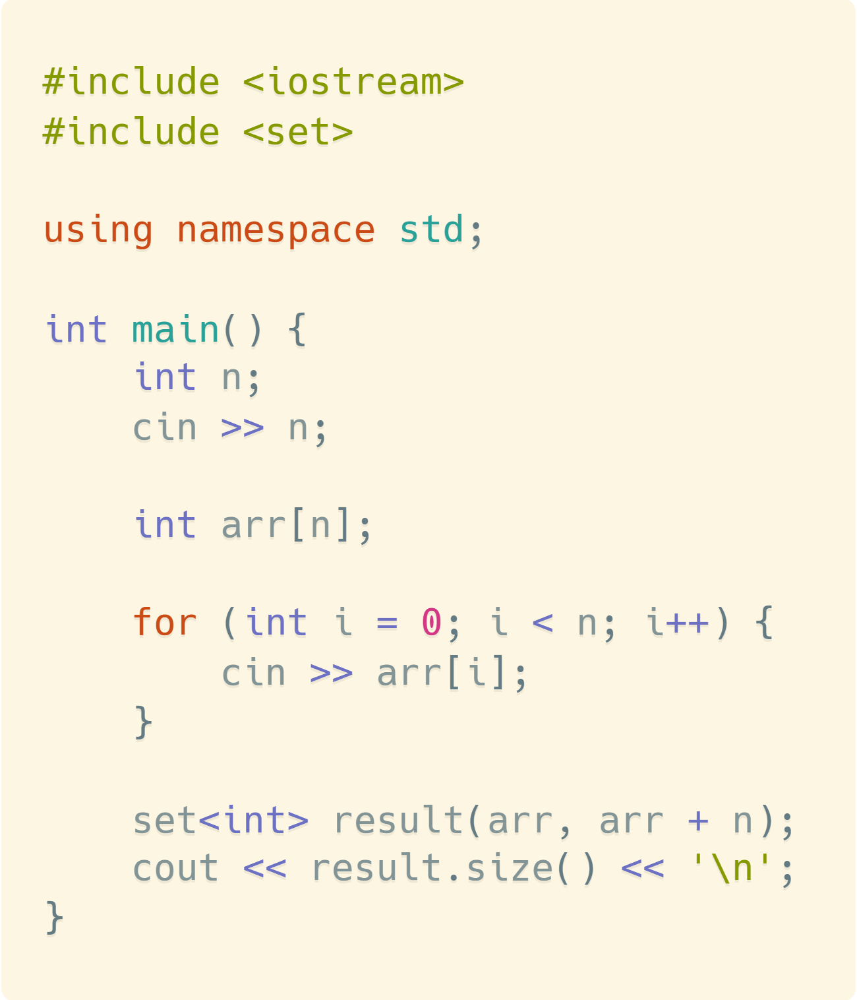 #include <iostream>
#include <set>

using namespace std;

int main() {
    int n;
    cin >> n;

    int arr[n];

    for (int i = 0; i < n; i++) {
        cin >> arr[i];
    }

    set<int> result(arr, arr + n);
    cout << result.size() << '\n';
}